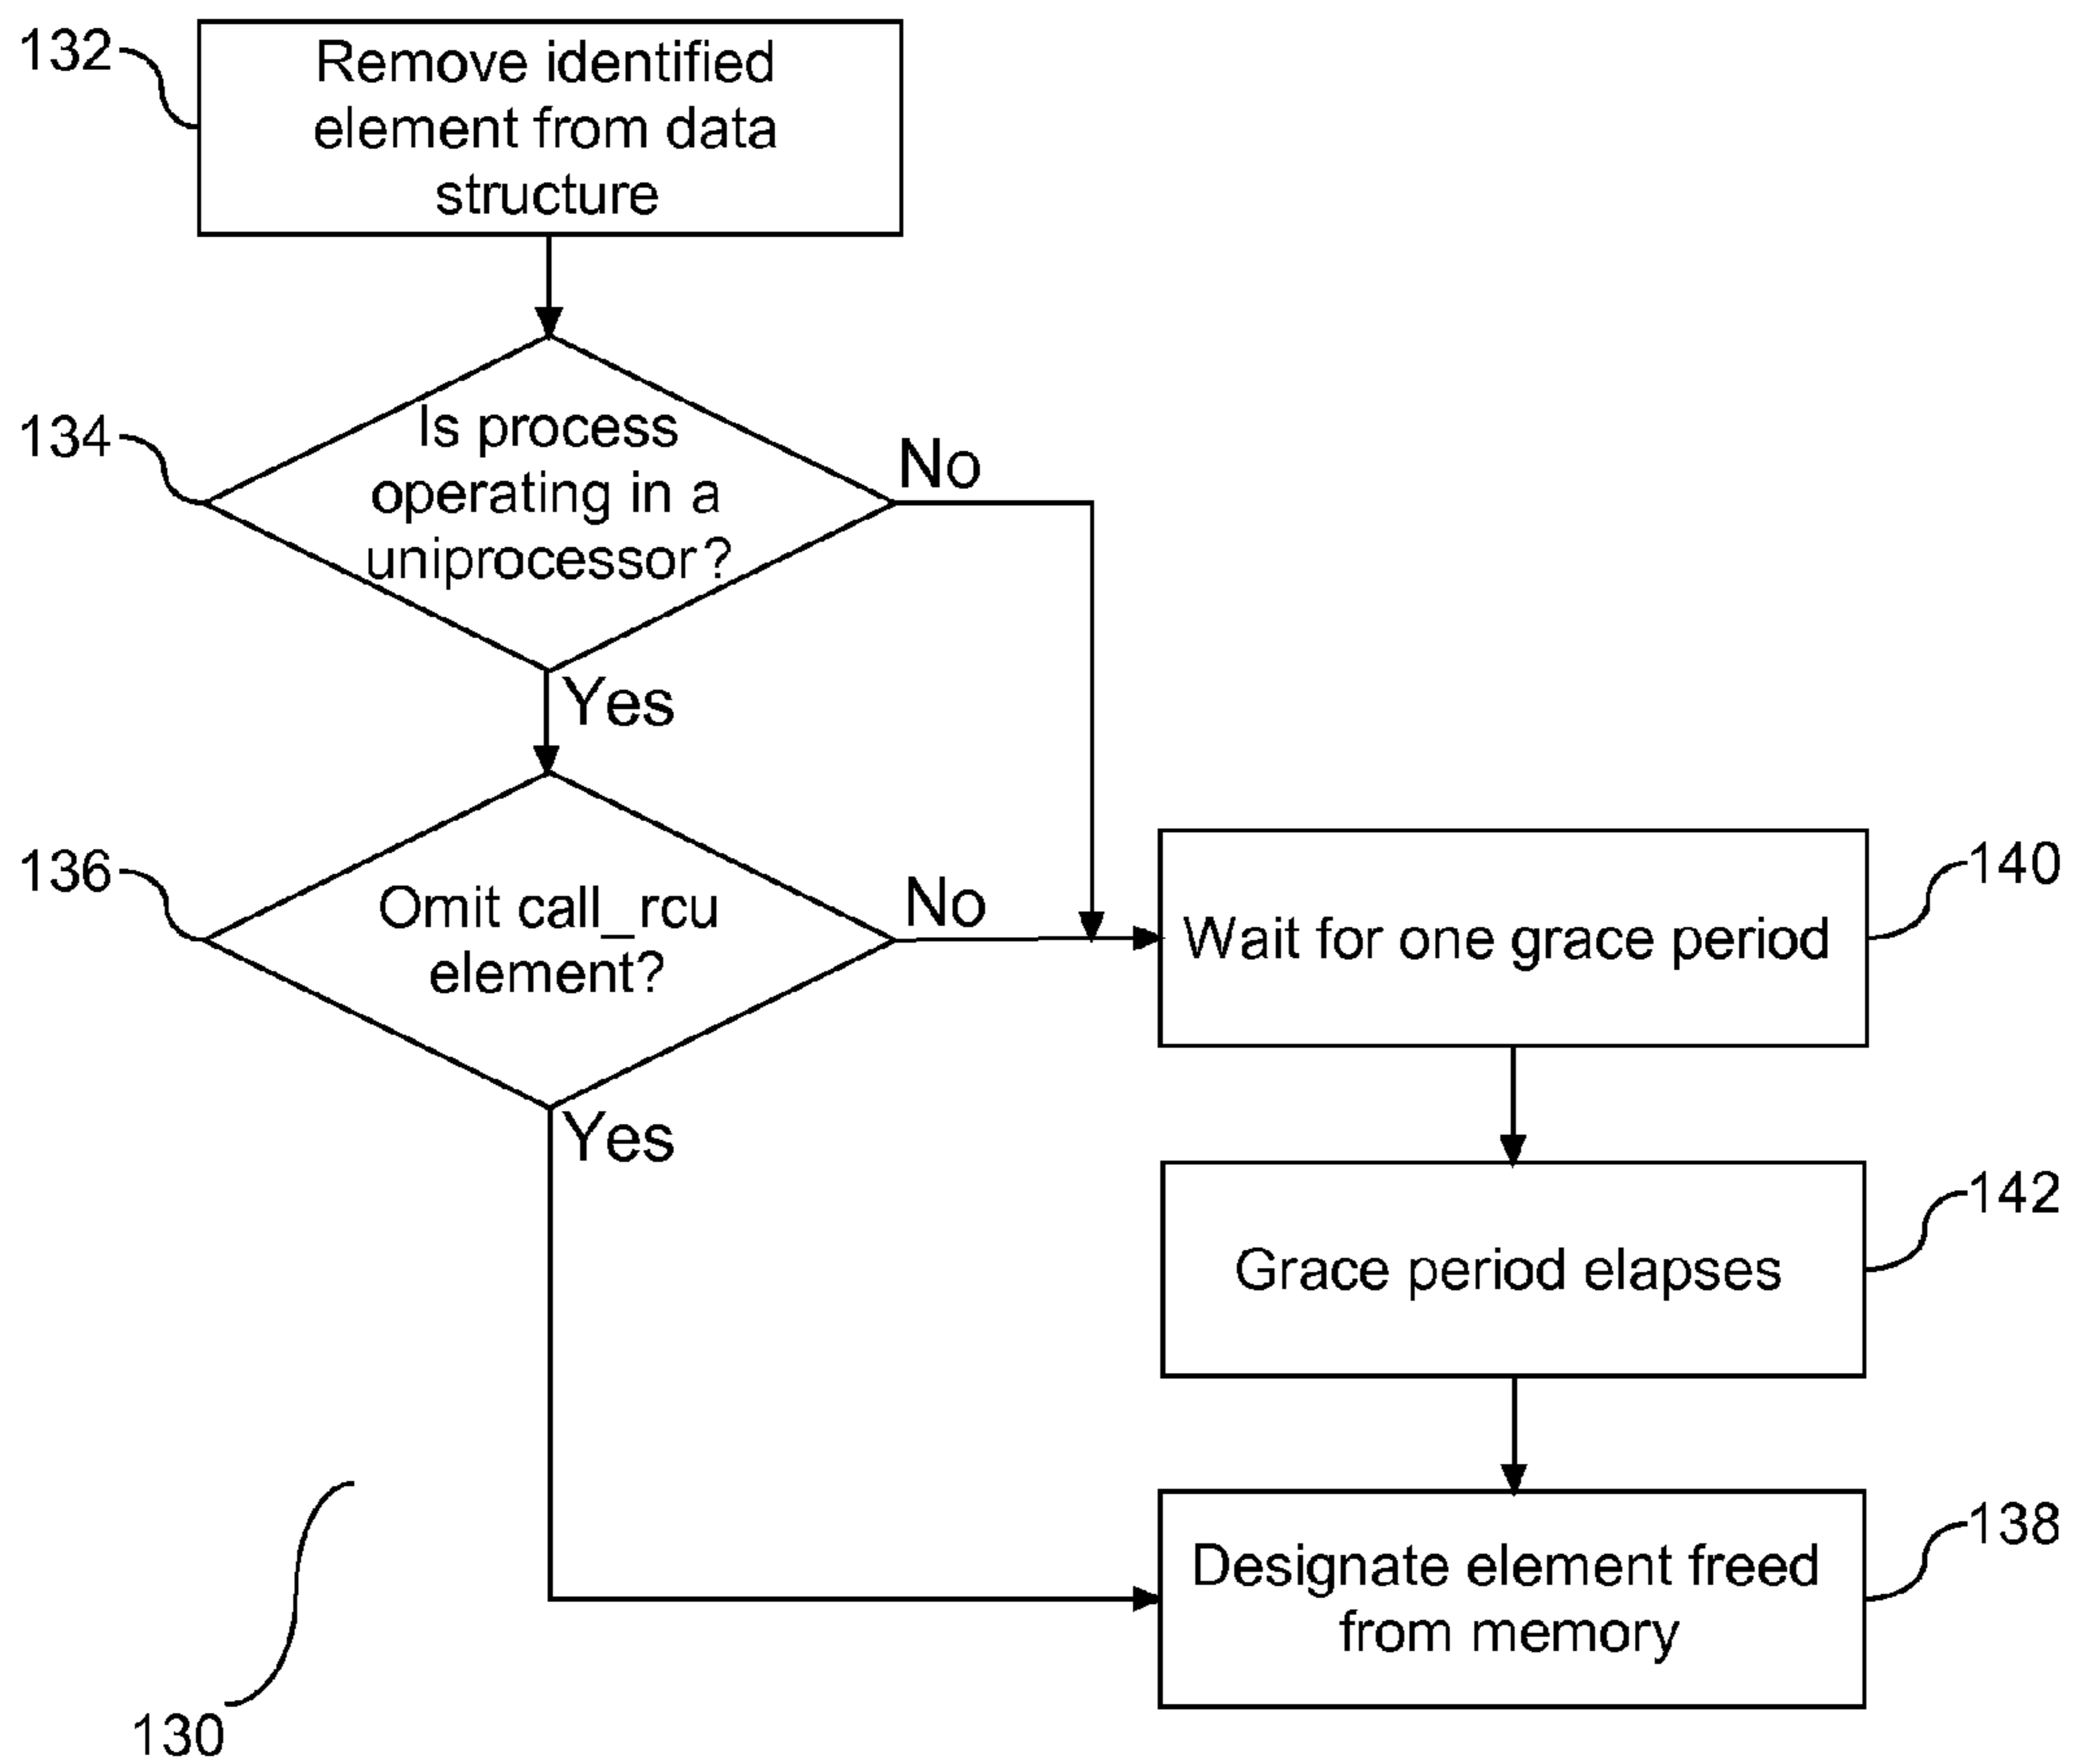 132
Remove identified
element from data
structure
134
Is process
operating in a
uniprocessor?
No
Yes
136
Omit call_rcu
element?
No
Yes
140
Wait for one grace period
142
Grace period elapses
138
Designate element freed
from memory
130